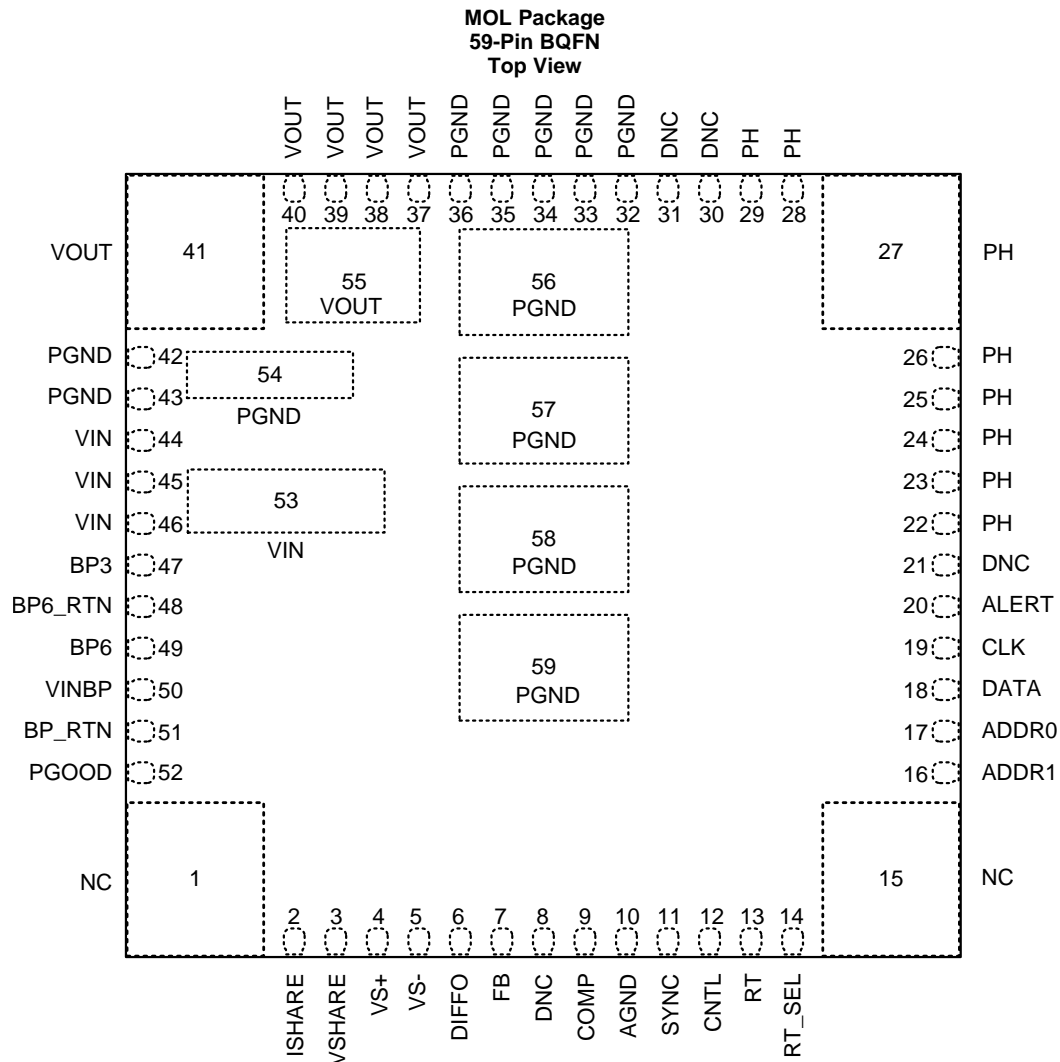 MOL Package
59-Pin BQFN
Top View
VOUT
VOUT
VOUT
VOUT
PGND
PGND
PGND
PGND
PGND
DNC
DNC
PH
PH
40 39 38 37 36 35 34 33 32 31 30 29 28
VOUT 41
27 PH
55
VOUT
56
PGND
PGND 42
PGND 43
54
PGND
57
PGND
26 PH
25 PH
VIN 44
VIN 45
VIN 46
53
VIN
24 PH
23 PH
22 PH
58
PGND
BP3 47
BP6_RTN 48
BP6 49
VINBP 50
BP_RTN 51
PGOOD 52
21 DNC
20 ALERT
19 CLK
18 DATA
17 ADDR0
16 ADDR1
59
PGND
NC 1
15 NC
2 3 4 5 6 7 8 9 10 11 12 13 14
ISHARE
VSHARE
VS+
VS-
DIFFO
FB
DNC
COMP
AGND
SYNC
CNTL
RT
RT_SEL